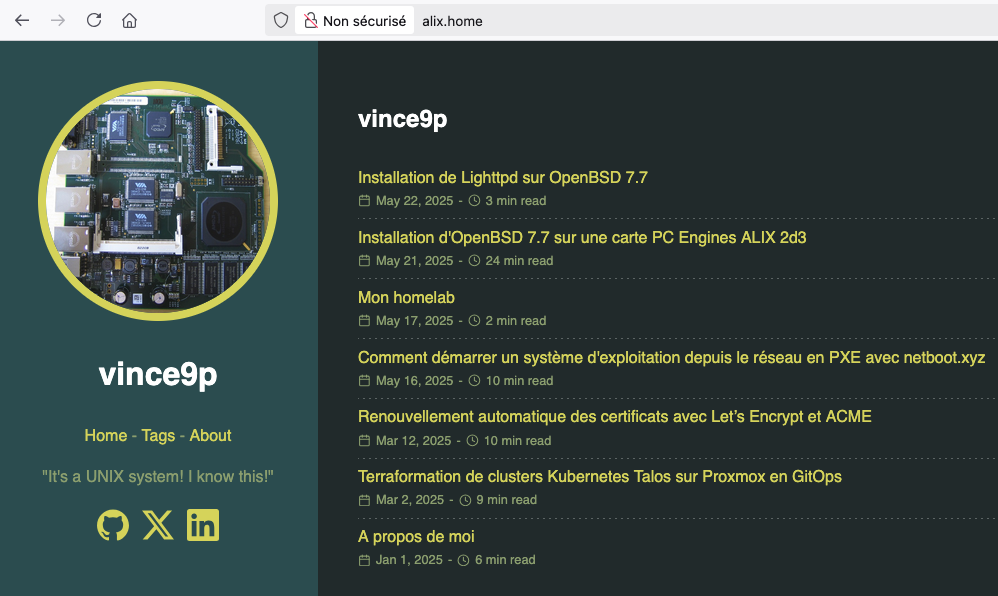 Non sécurisé alix.home
vince9p
Home - Tags - About
"It's a UNIX system! I know this!"
vince9p
Installation de Lighttpd sur OpenBSD 7.7
May 22, 2025 - 3 min read
Installation d'OpenBSD 7.7 sur une carte PC Engines ALIX 2d3
May 21, 2025 - 24 min read
Mon homelab
May 17, 2025 - 2 min read
Comment démarrer un système d'exploitation depuis le réseau en PXE avec netboot.xyz
May 16, 2025 - 10 min read
Renouvellement automatique des certificats avec Let’s Encrypt et ACME
Mar 12, 2025 - 10 min read
Terraformation de clusters Kubernetes Talos sur Proxmox en GitOps
Mar 2, 2025 - 9 min read
A propos de moi
Jan 1, 2025 - 6 min read